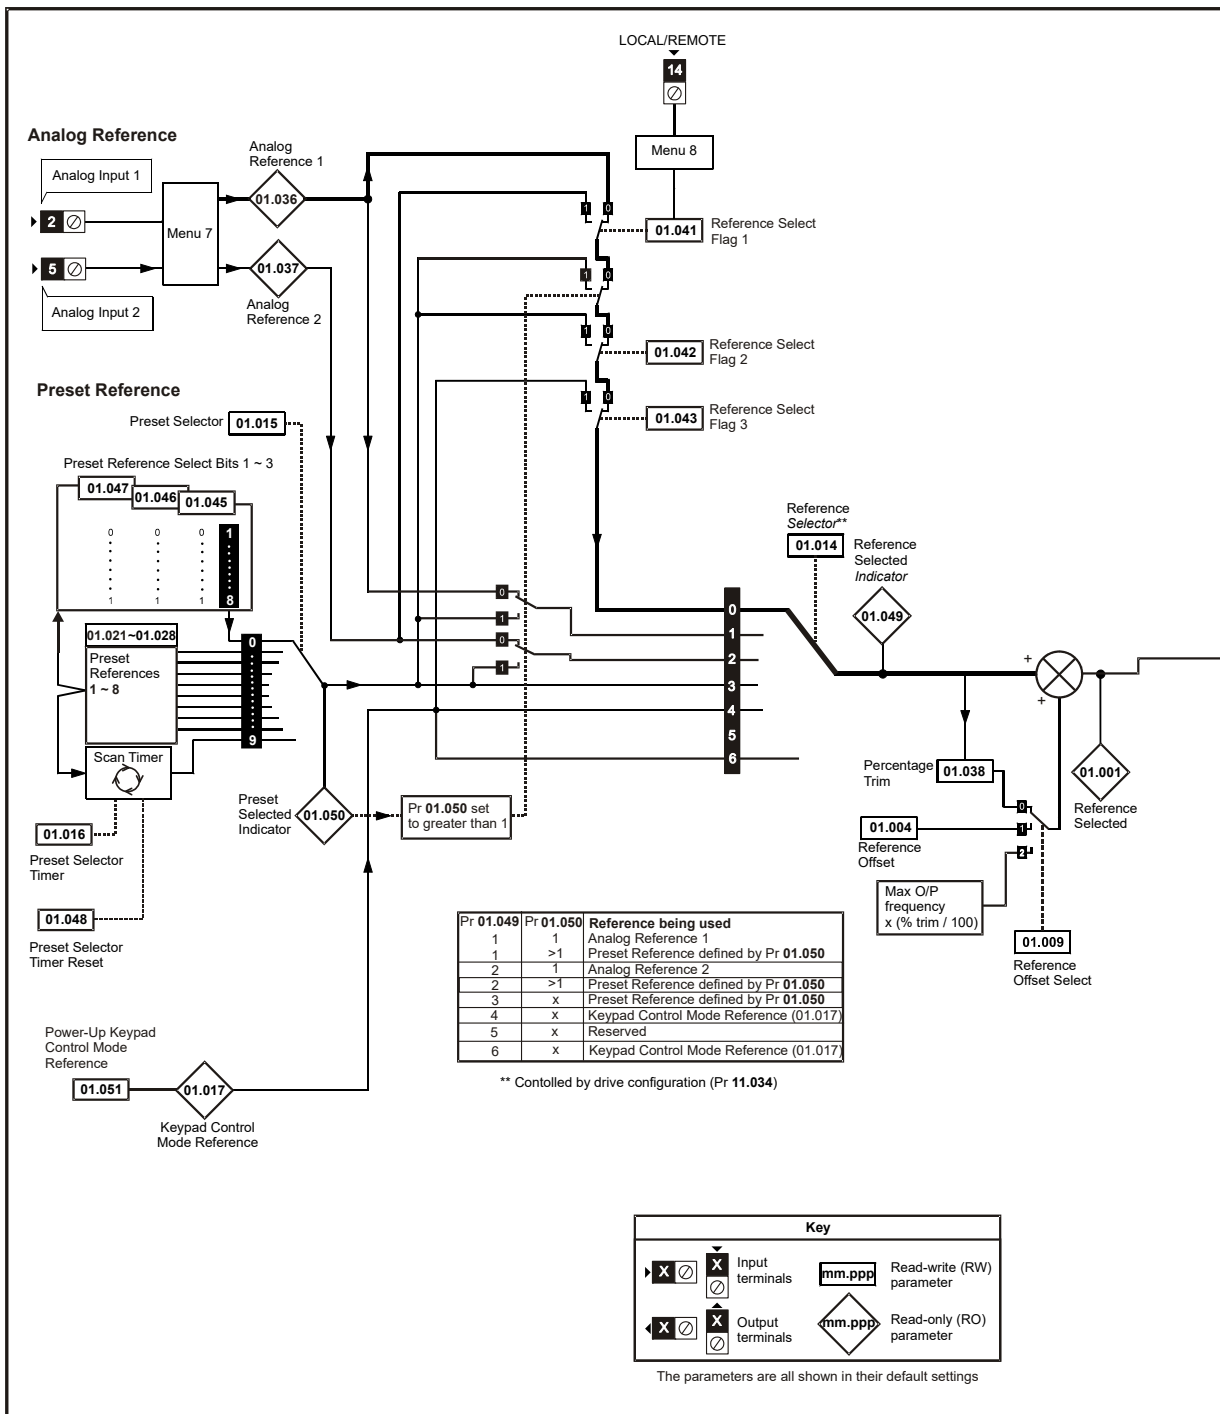 LOCAL/REMOTE
14
Menu 8
Analog Reference
Analog Input 1
2
5
Analog Input 2
Menu 7
Analog
Reference 1
01.036
01.037
Analog
Reference 2
1 0
01.041
Reference Select
Flag 1
1 0
1 0
01.042
Reference Select
Flag 2
1 0
01.043
Reference Select
Flag 3
Preset Reference
Preset Selector
01.015
Preset Reference Select Bits 1 ~ 3
01.047
01.046
01.045
0 0 0 1
1 1 1 8
01.021~01.028
Preset
References
1 ~ 8
0
9
Scan Timer
01.016
Preset Selector
Timer
01.048
Preset Selector
Timer Reset
Preset
Selected
Indicator
01.050
Pr 01.050 set
to greater than 1
0
1
0
1
0
1
2
3
4
5
6
Reference
Selector**
01.014
Reference
Selected
Indicator
01.049
+
+
Percentage
Trim
01.038
01.001
Reference
Selected
01.004
Reference
Offset
0
1
2
Max O/P
frequency
x (% trim / 100)
01.009
Reference
Offset Select
Pr 01.049 Pr 01.050 Reference being used
1 1 Analog Reference 1
1 >1 Preset Reference defined by Pr 01.050
2 1 Analog Reference 2
2 >1 Preset Reference defined by Pr 01.050
3 x Preset Reference defined by Pr 01.050
4 x Keypad Control Mode Reference (01.017)
5 x Reserved
6 x Keypad Control Mode Reference (01.017)
** Contolled by drive configuration (Pr 11.034)
Power-Up Keypad
Control Mode
Reference
01.051
01.017
Keypad Control
Mode Reference
Key
X
X
Input
terminals
mm.ppp
Read-write (RW)
parameter
X
X
Output
terminals
mm.ppp
Read-only (RO)
parameter
The parameters are all shown in their default settings